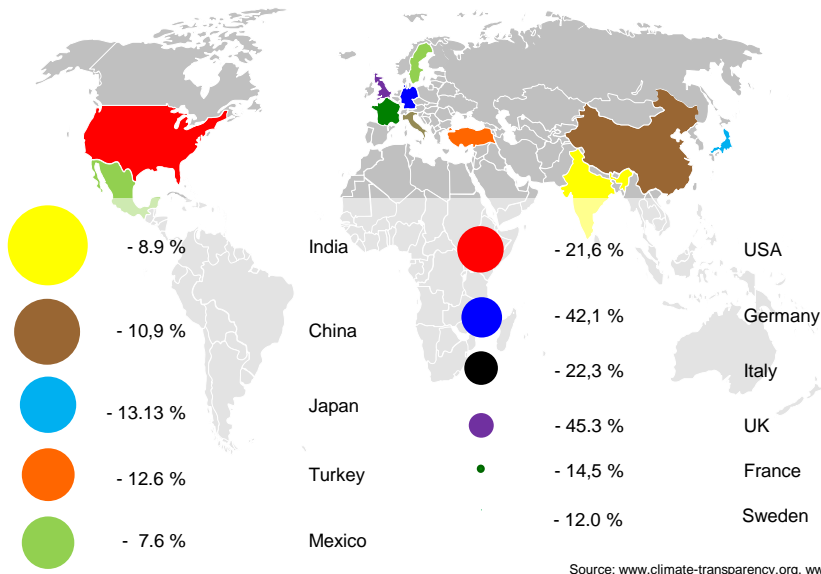 - 8.9 % India
- 10,9 % China
- 13.13 % Japan
- 12.6 % Turkey
- 7.6 % Mexico
- 21,6 % USA
- 42,1 % Germany
- 22,3 % Italy
- 45.3 % UK
- 14,5 % France
- 12.0 % Sweden
Source: www.climate-transparency.org, ww